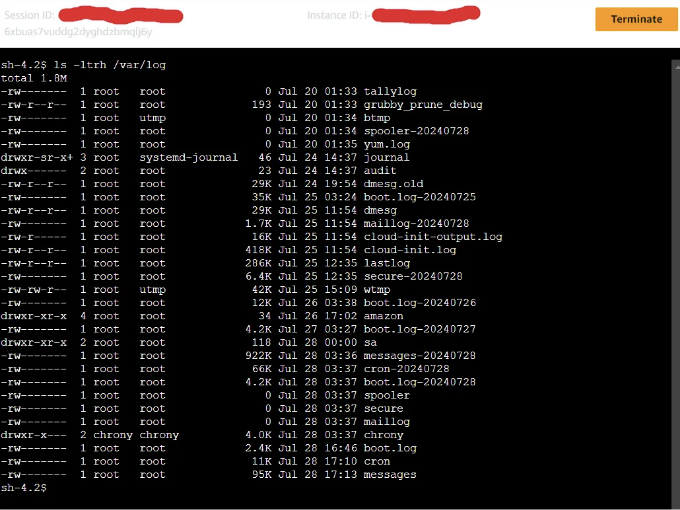 Session ID:
6xbuas7vuddg2dyghdzbmqlj6y
Instance ID: i-
Terminate
sh-4.2$ ls -ltrh /var/log
total 1.8M
-rw------- 1 root root 0 Jul 20 01:33 tallylog
-rw-r--r-- 1 root root 193 Jul 20 01:33 grubby_prune_debug
-rw------- 1 root utmp 0 Jul 20 01:34 btmp
-rw------- 1 root root 0 Jul 20 01:34 spooler-20240728
-rw------- 1 root root 0 Jul 20 01:35 yum.log
drwxr-sr-x+ 3 root systemd-journal 46 Jul 24 14:37 journal
drwx------ 2 root root 23 Jul 24 14:37 audit
-rw-r--r-- 1 root root 29K Jul 24 19:54 dmesg.old
-rw------- 1 root root 35K Jul 25 03:24 boot.log-20240725
-rw-r--r-- 1 root root 29K Jul 25 11:54 dmesg
-rw------- 1 root root 1.7K Jul 25 11:54 maillog-20240728
-rw-r----- 1 root root 16K Jul 25 11:54 cloud-init-output.log
-rw-r--r-- 1 root root 418K Jul 25 11:54 cloud-init.log
-rw-r--r-- 1 root root 286K Jul 25 12:35 lastlog
-rw------- 1 root root 6.4K Jul 25 12:35 secure-20240728
-rw-rw-r-- 1 root utmp 42K Jul 25 15:09 wtmp
-rw------- 1 root root 12K Jul 26 03:38 boot.log-20240726
drwxr-xr-x 4 root root 34 Jul 26 17:02 amazon
-rw------- 1 root root 4.2K Jul 27 03:27 boot.log-20240727
drwxr-xr-x 2 root root 118 Jul 28 00:00 sa
-rw------- 1 root root 922K Jul 28 03:36 messages-20240728
-rw------- 1 root root 66K Jul 28 03:37 cron-20240728
-rw------- 1 root root 4.2K Jul 28 03:37 boot.log-20240728
-rw------- 1 root root 0 Jul 28 03:37 spooler
-rw------- 1 root root 0 Jul 28 03:37 secure
-rw------- 1 root root 0 Jul 28 03:37 maillog
drwxr-x--- 2 chrony chrony 4.0K Jul 28 03:37 chrony
-rw------- 1 root root 2.4K Jul 28 16:46 boot.log
-rw------- 1 root root 11K Jul 28 17:10 cron
-rw------- 1 root root 95K Jul 28 17:13 messages
sh-4.2$